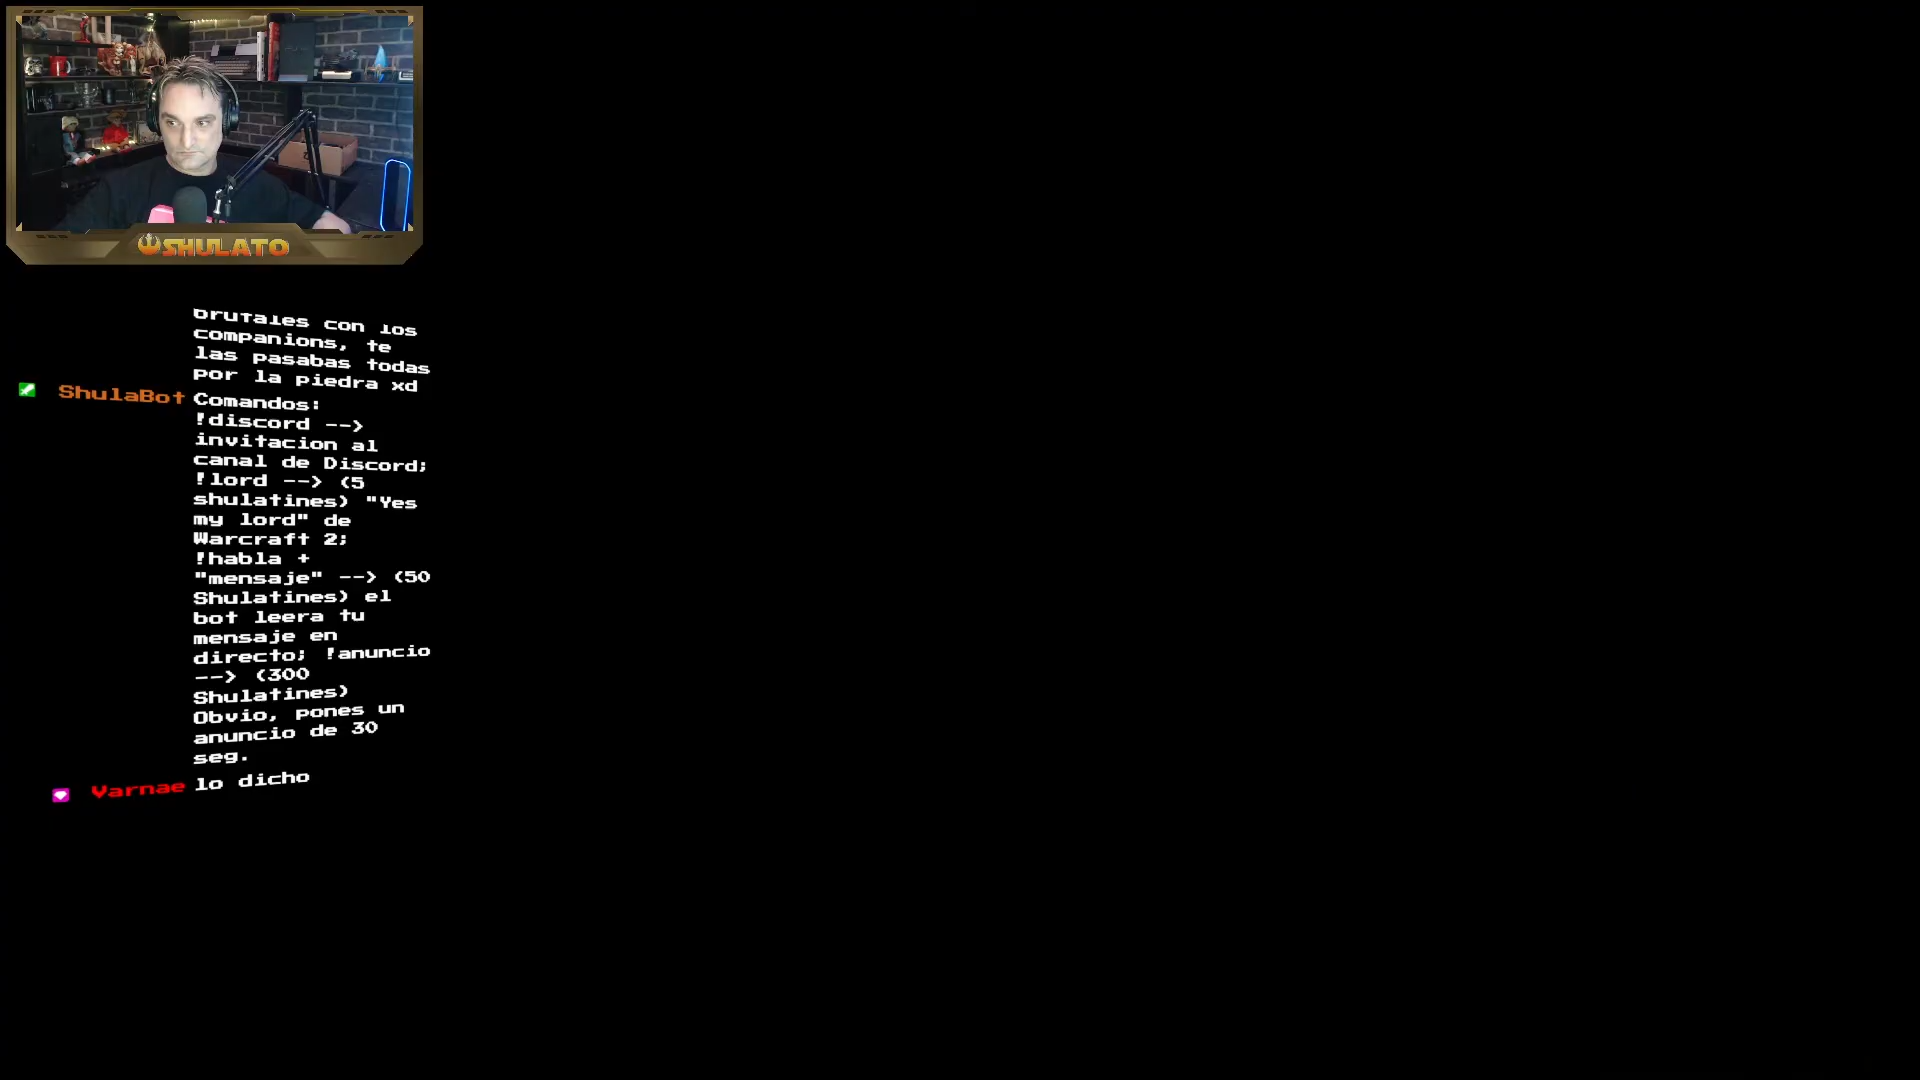 SHULATO
brutales con los
companions, te
las pasabas todas
por la piedra xd
ShulaBot Comandos:
!discord -->
invitacion al
canal de Discord;
!lord --> (5
shulatines) "Yes
my lord" de
Warcraft 2;
!habla +
"mensaje" --> (50
Shulatines) el
bot leera tu
mensaje en
directo; !anuncio
--> (300
Shulatines)
Obvio, pones un
anuncio de 30
seg.
Varnae lo dicho